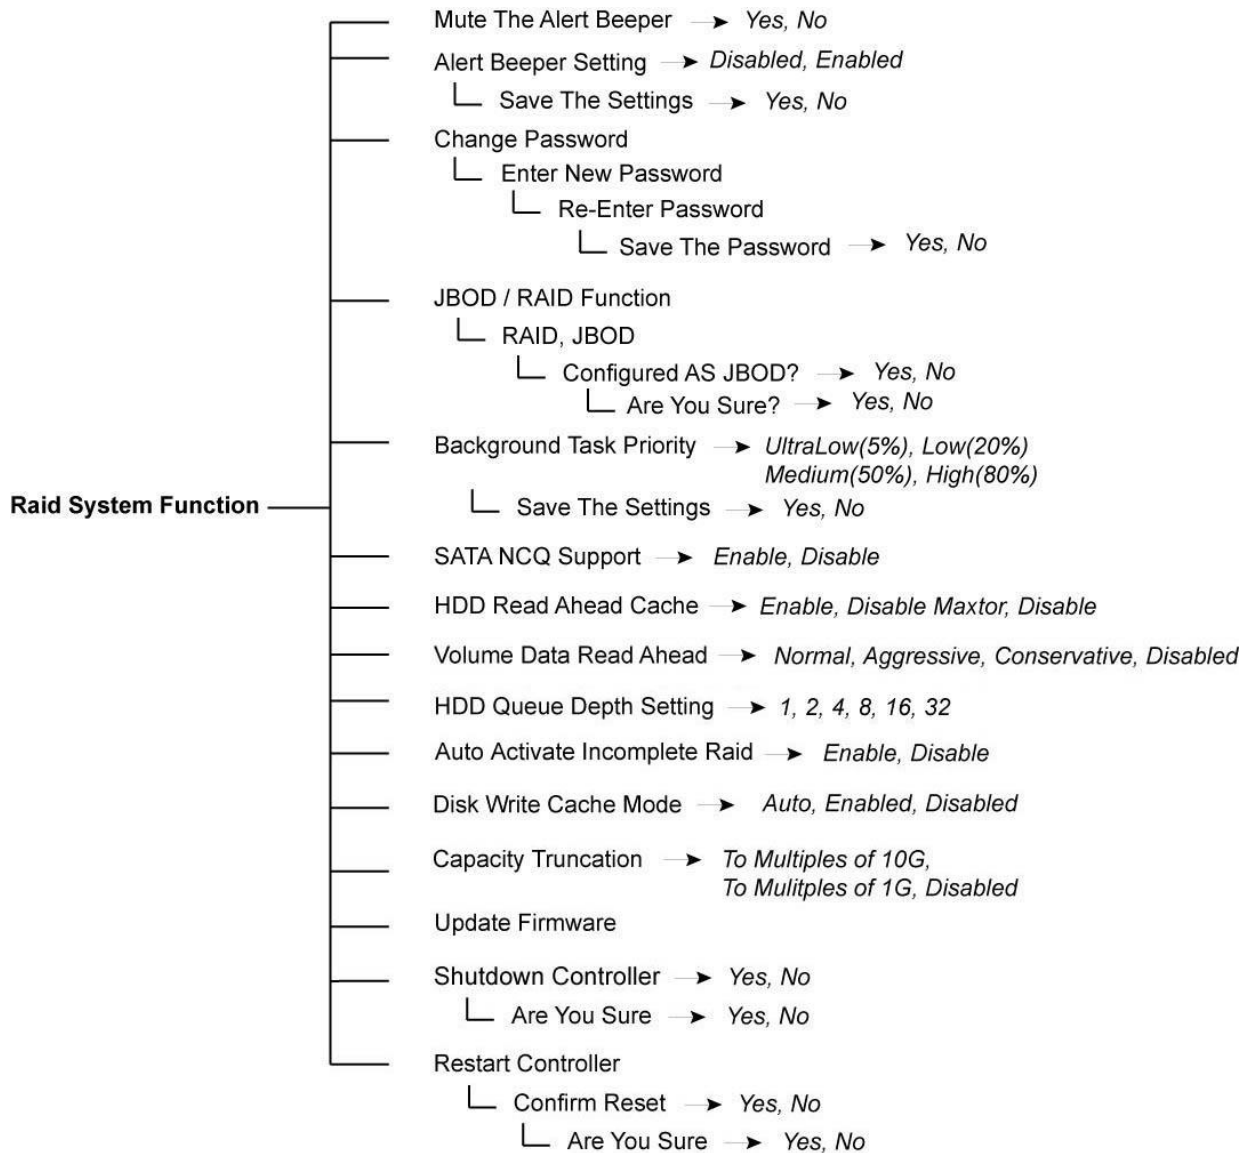 Mute The Alert Beeper Yes, No
Alert Beeper Setting Disabled, Enabled
Save The Settings Yes, No
Change Password
Enter New Password
Re-Enter Password
Save The Password Yes, No
JBOD / RAID Function
RAID, JBOD
Configured AS JBOD? Yes, No
Are You Sure? Yes, No
Background Task Priority UltraLow(5%), Low(20%)
Medium(50%), High(80%)
Raid System Function
Save The Settings Yes, No
SATA NCQ Support Enable, Disable
HDD Read Ahead Cache Enable, Disable Maxtor, Disable
Volume Data Read Ahead Normal, Aggressive, Conservative, Disabled
HDD Queue Depth Setting 1, 2, 4, 8, 16, 32
Auto Activate Incomplete Raid Enable, Disable
Disk Write Cache Mode Auto, Enabled, Disabled
Capacity Truncation To Multiples of 10G,
To Mulitples of 1G, Disabled
Update Firmware
Shutdown Controller Yes, No
Are You Sure Yes, No
Restart Controller
Confirm Reset Yes, No
Are You Sure Yes, No